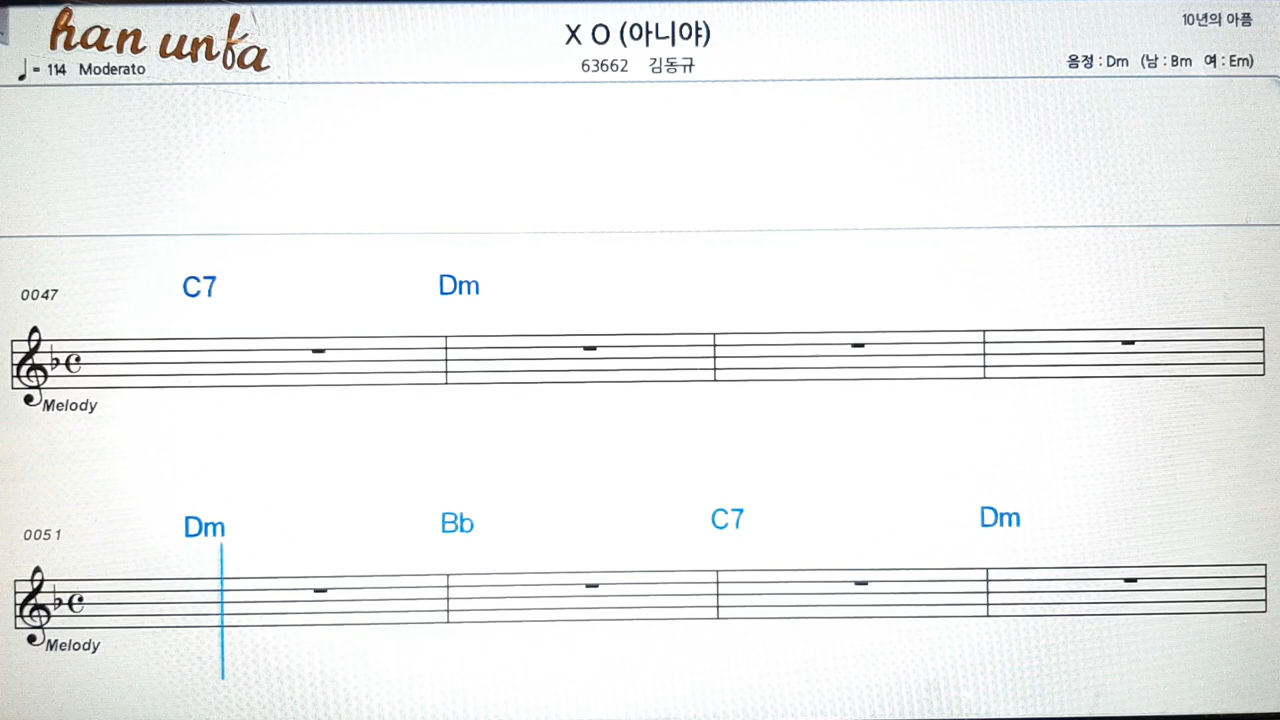 han unfa
X O (아니야)
10년의 아픔
♩= 114 Moderato
63662 김동규
음정 : Dm (남 : Bm 여 : Em)
0047 C7 Dm
Melody
0051 Dm Bb C7 Dm
Melody